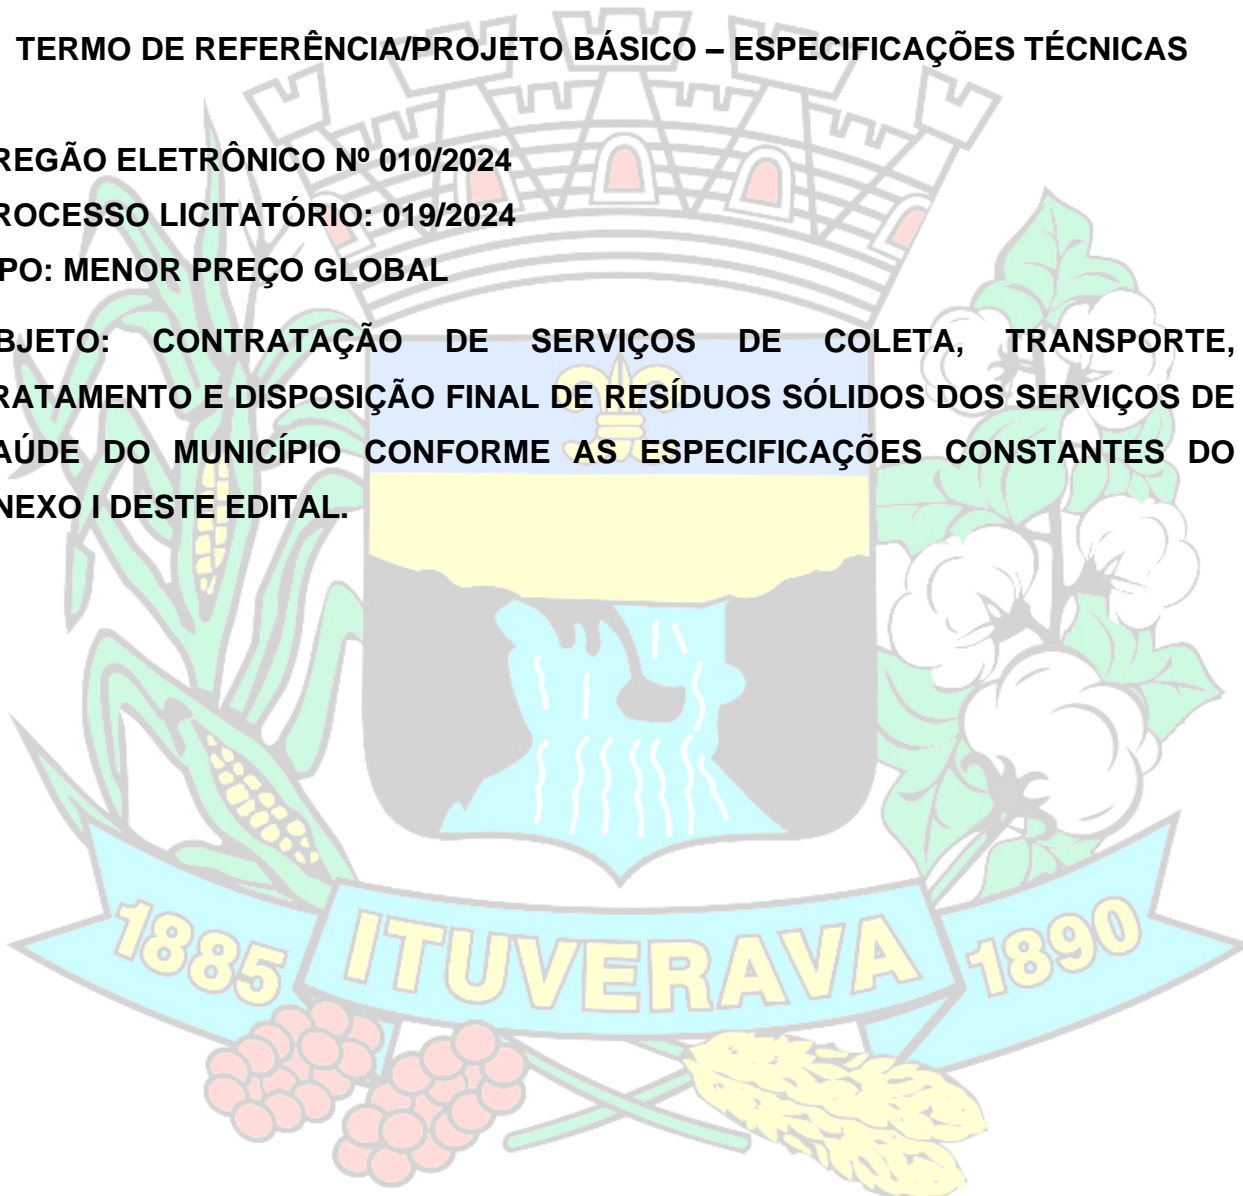 TERMO DE REFERÊNCIA/PROJETO BÁSICO – ESPECIFICAÇÕES TÉCNICAS
REGÃO ELETRÔNICO Nº 010/2024
ROCESSO LICITATÓRIO: 019/2024
PO: MENOR PREÇO GLOBAL
BJETO: CONTRATAÇÃO DE SERVIÇOS DE COLETA, TRANSPORTE,
RATAMENTO E DISPOSIÇÃO FINAL DE RESÍDUOS SÓLIDOS DOS SERVIÇOS DE
AÚDE DO MUNICÍPIO CONFORME AS ESPECIFICAÇÕES CONSTANTES DO
NEXO I DESTE EDITAL.
1885 ITUVERAVA 1890